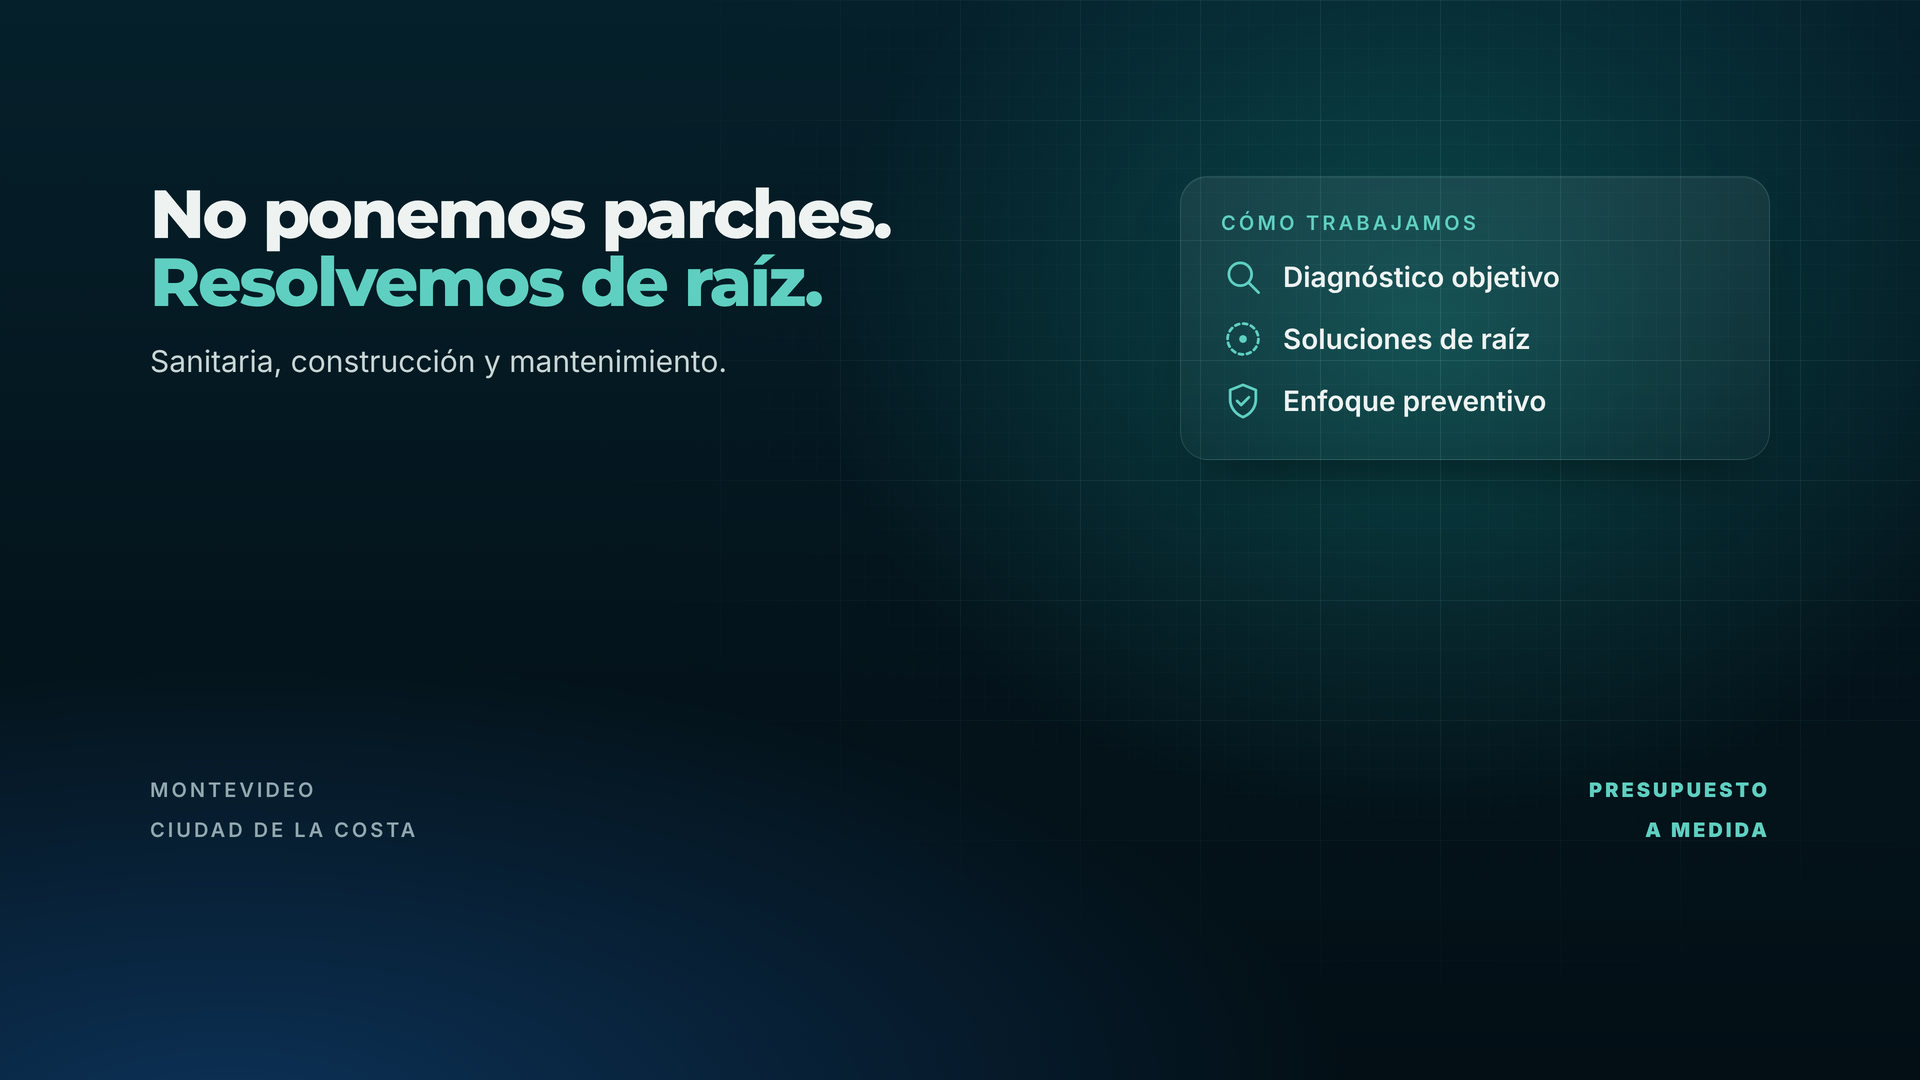 No ponemos parches.
Resolvemos de raíz.
Sanitaria, construcción y mantenimiento.
CÓMO TRABAJAMOS
Diagnóstico objetivo
Soluciones de raíz
Enfoque preventivo
MONTEVIDEO
CIUDAD DE LA COSTA
PRESUPUESTO
A MEDIDA